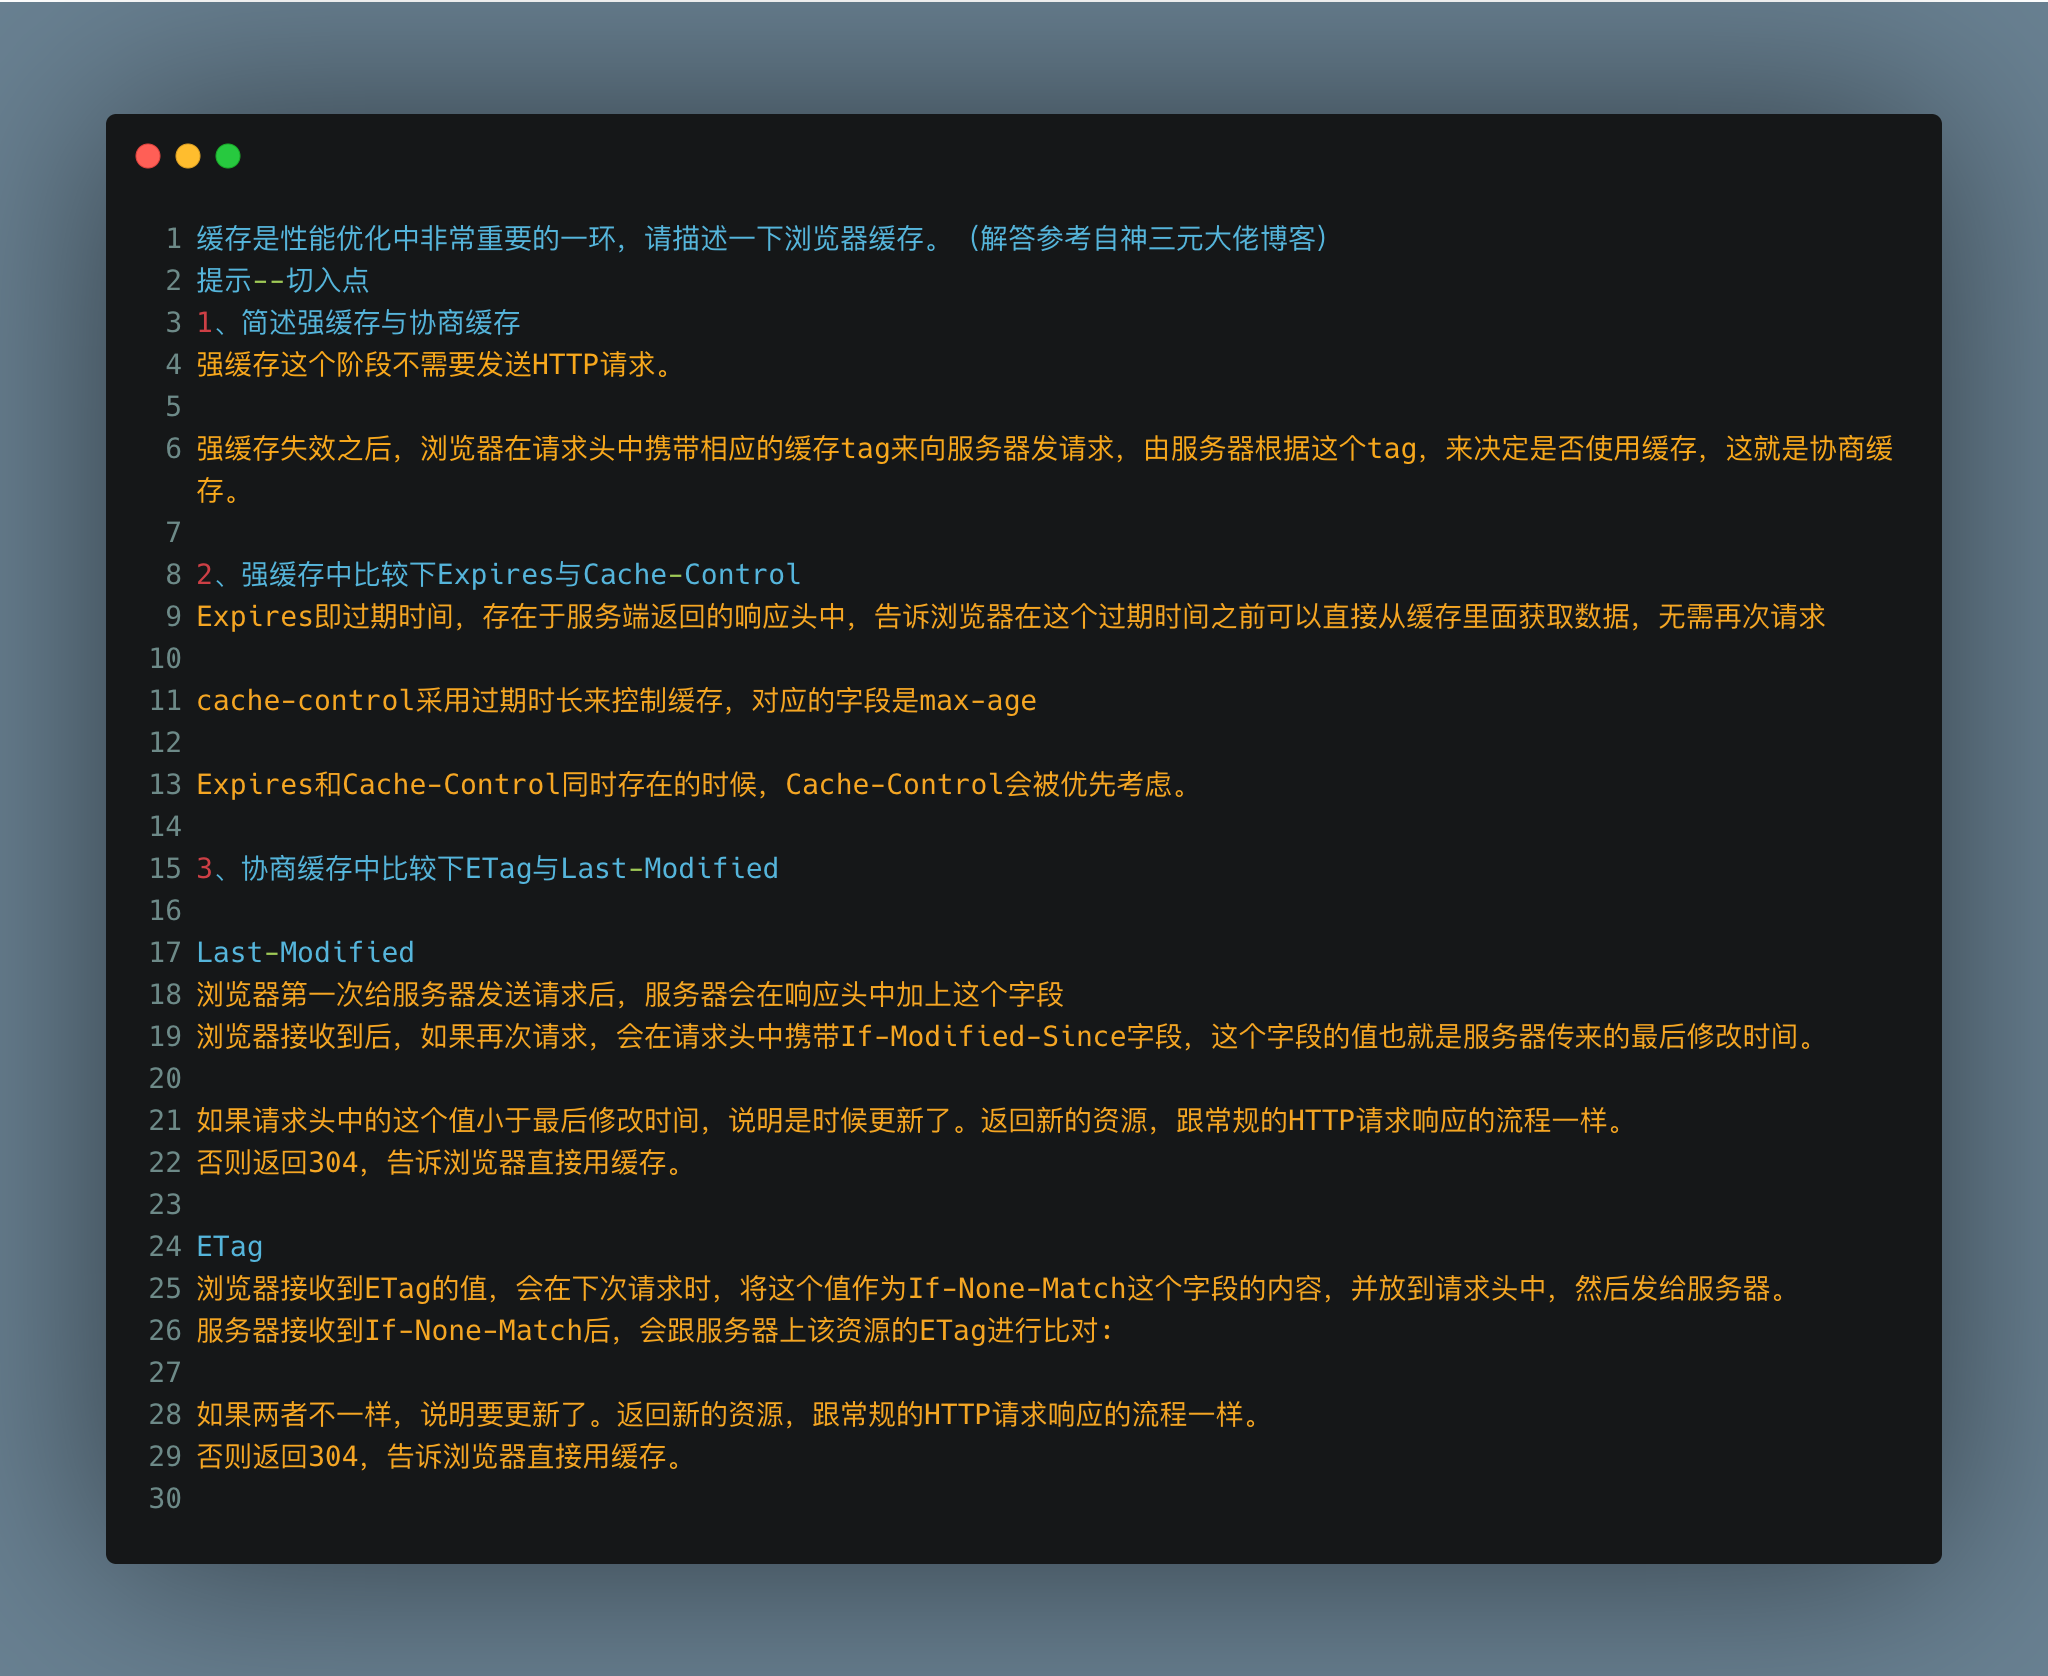 1 缓存是性能优化中非常重要的一环，请描述一下浏览器缓存。（解答参考自神三元大佬博客）
2 提示--切入点
3 1、简述强缓存与协商缓存
4 强缓存这个阶段不需要发送HTTP请求。
5
6 强缓存失效之后，浏览器在请求头中携带相应的缓存tag来向服务器发请求，由服务器根据这个tag，来决定是否使用缓存，这就是协商缓
存。
7
8 2、强缓存中比较下Expires与Cache-Control
9 Expires即过期时间，存在于服务端返回的响应头中，告诉浏览器在这个过期时间之前可以直接从缓存里面获取数据，无需再次请求
10
11 cache-control采用过期时长来控制缓存，对应的字段是max-age
12
13 Expires和Cache-Control同时存在的时候，Cache-Control会被优先考虑。
14
15 3、协商缓存中比较下ETag与Last-Modified
16
17 Last-Modified
18 浏览器第一次给服务器发送请求后，服务器会在响应头中加上这个字段
19 浏览器接收到后，如果再次请求，会在请求头中携带If-Modified-Since字段，这个字段的值也就是服务器传来的最后修改时间。
20
21 如果请求头中的这个值小于最后修改时间，说明是时候更新了。返回新的资源，跟常规的HTTP请求响应的流程一样。
22 否则返回304，告诉浏览器直接用缓存。
23
24 ETag
25 浏览器接收到ETag的值，会在下次请求时，将这个值作为If-None-Match这个字段的内容，并放到请求头中，然后发给服务器。
26 服务器接收到If-None-Match后，会跟服务器上该资源的ETag进行比对：
27
28 如果两者不一样，说明要更新了。返回新的资源，跟常规的HTTP请求响应的流程一样。
29 否则返回304，告诉浏览器直接用缓存。
30